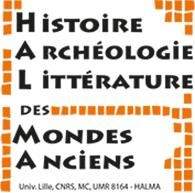 Histoire
Archéologie
Littérature
des
Mondes
Anciens
Univ. Lille, CNRS, MC, UMR 8164 - HALMA